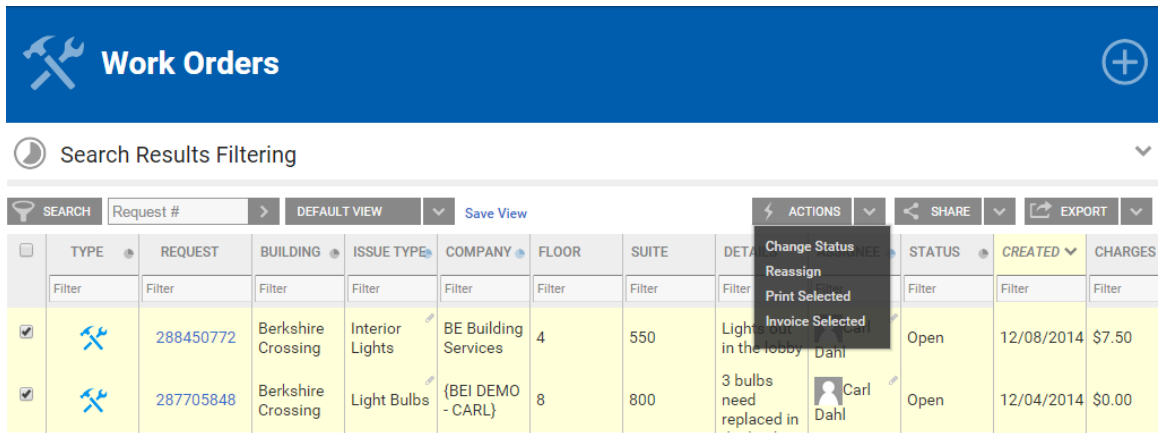 Work Orders
Search Results Filtering
SEARCH Request # > DEFAULT VIEW Save View ACTIONS SHARE EXPORT
Change Status
Reassign
Print Selected
Invoice Selected
TYPE REQUEST BUILDING ISSUE TYPE COMPANY FLOOR SUITE DETAILS ASSIGNEE STATUS CREATED CHARGES
Filter Filter Filter Filter Filter Filter Filter Filter Filter Filter Filter Filter
288450772 Berkshire Crossing Interior Lights BE Building Services 4 550 Lights out in the lobby Carl Dahl Open 12/08/2014 $7.50
287705848 Berkshire Crossing Light Bulbs {BEI DEMO - CARL} 8 800 3 bulbs need replaced in Carl Dahl Open 12/04/2014 $0.00